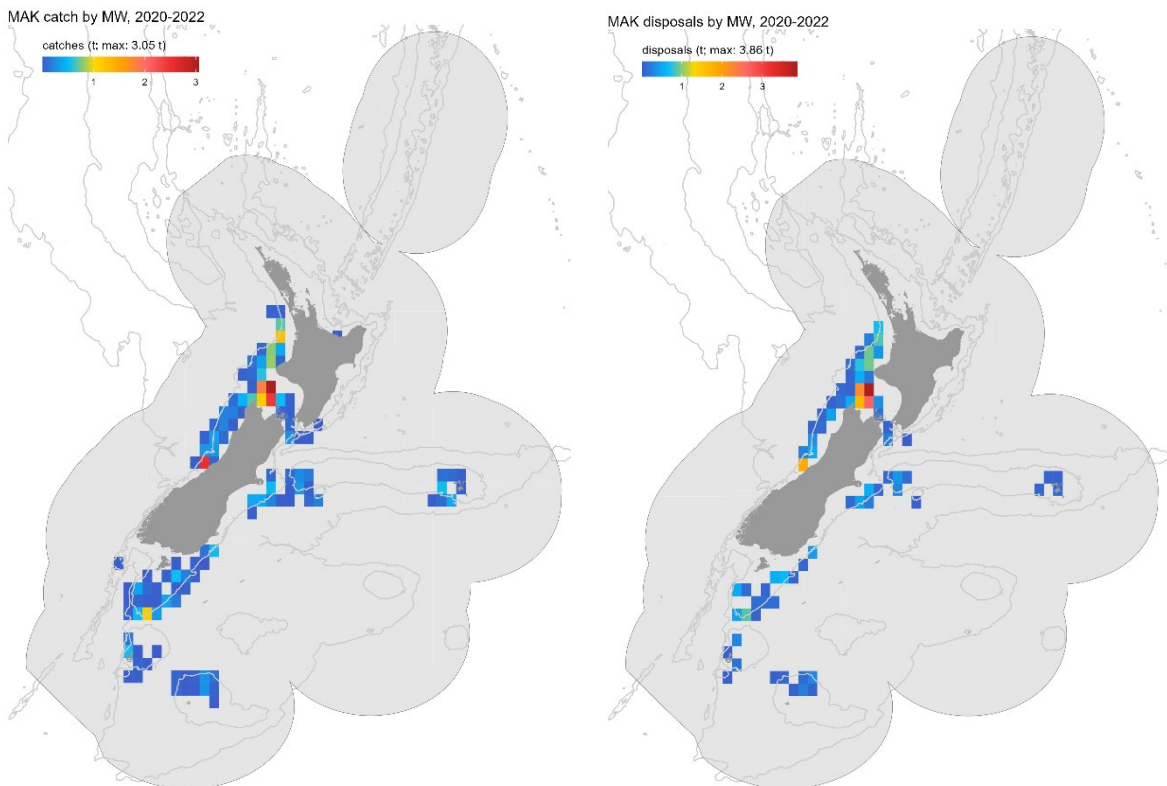 MAK catch by MW, 2020-2022
catches (t; max: 3.05 t)
1 2 3
MAK disposals by MW, 2020-2022
disposals (t; max: 3.86 t)
1 2 3